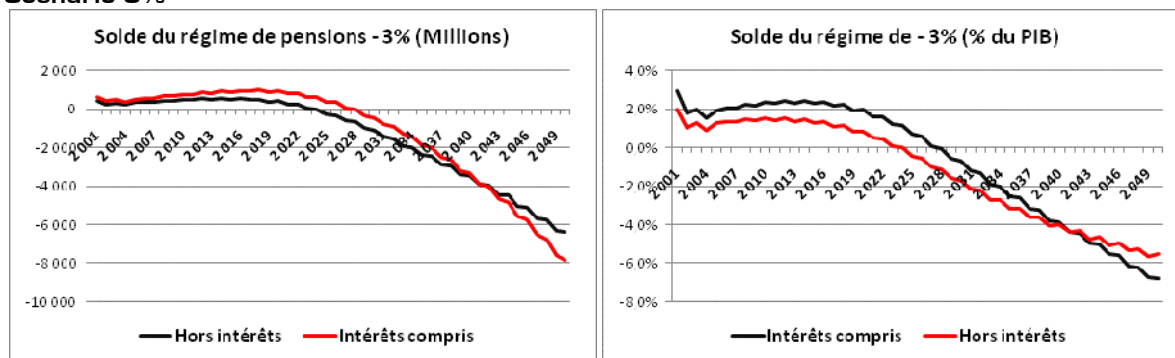 Solde du régime de pensions -3% (Millions)
2 000
0
-2 000
-4 000
-6 000
-8 000
-10 000
2001 2004 2007 2010 2013 2016 2019 2022 2025 2028 2031 2034 2037 2040 2043 2046 2049
Hors intérêts Intérêts compris
Solde du régime de - 3% (% du PIB)
4,0%
2,0%
0,0%
-2,0%
-4,0%
-6,0%
-8,0%
2001 2004 2007 2010 2013 2016 2019 2022 2025 2028 2031 2034 2037 2040 2043 2046 2049
Intérêts compris Hors intérêts